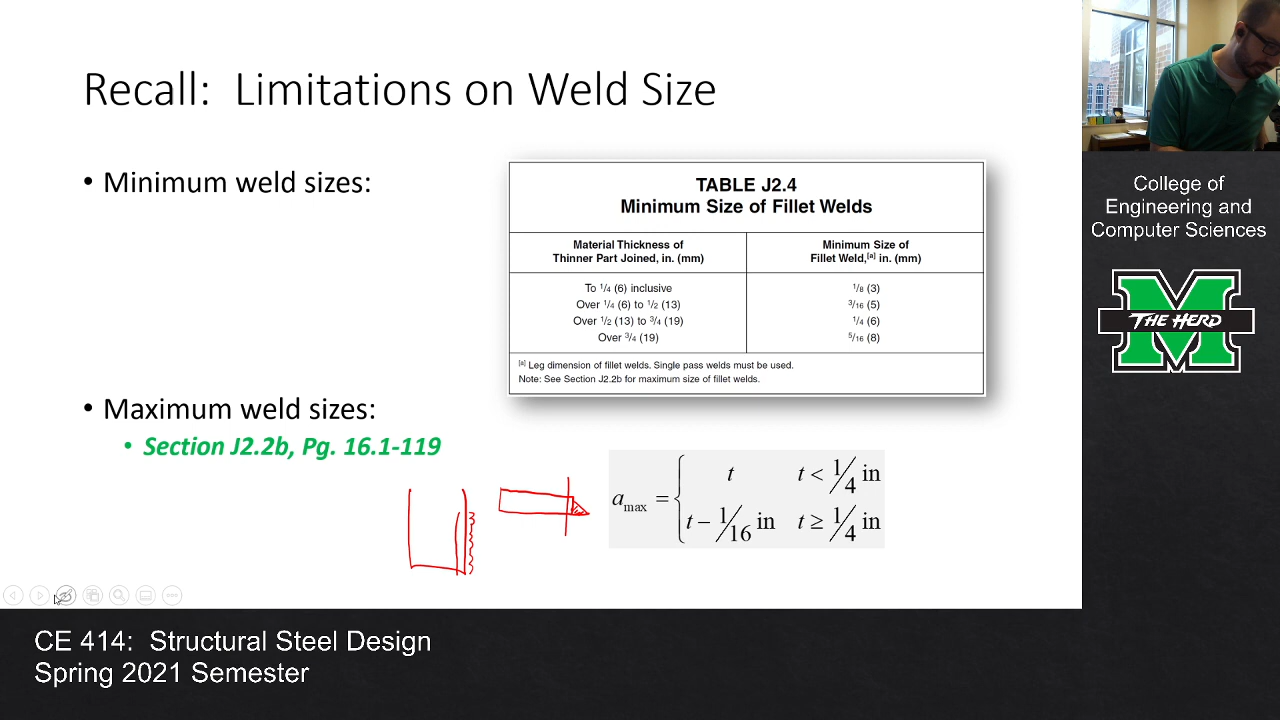 Recall: Limitations on Weld Size
• Minimum weld sizes:
TABLE J2.4
Minimum Size of Fillet Welds
Material Thickness of
Thinner Part Joined, in. (mm)
Minimum Size of
Fillet Weld,[a] in. (mm)
To 1/4 (6) inclusive
1/8 (3)
Over 1/4 (6) to 1/2 (13)
3/16 (5)
Over 1/2 (13) to 3/4 (19)
1/4 (6)
Over 3/4 (19)
5/16 (8)
[a] Leg dimension of fillet welds. Single pass welds must be used.
Note: See Section J2.2b for maximum size of fillet welds.
• Maximum weld sizes:
• Section J2.2b, Pg. 16.1-119
a max = { t t < 1/4 in
t – 1/16 in t ≥ 1/4 in
College of
Engineering and
Computer Sciences
THE HERD
CE 414: Structural Steel Design
Spring 2021 Semester